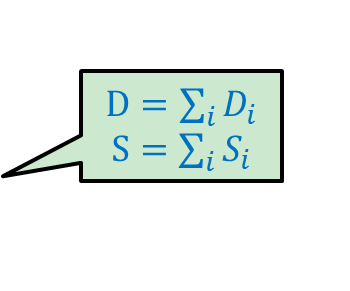 D = ∑ᵢ Dᵢ
S = ∑ᵢ Sᵢ